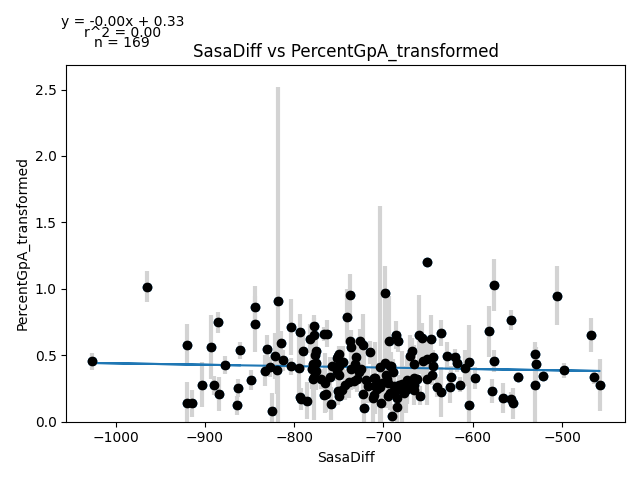 y = -0.00x + 0.33
r^2 = 0.00
n = 169
SasaDiff vs PercentGpA_transformed
PercentGpA_transformed
2.5
2.0
1.5
1.0
0.5
0.0
−1000 −900 −800 −700 −600 −500
SasaDiff